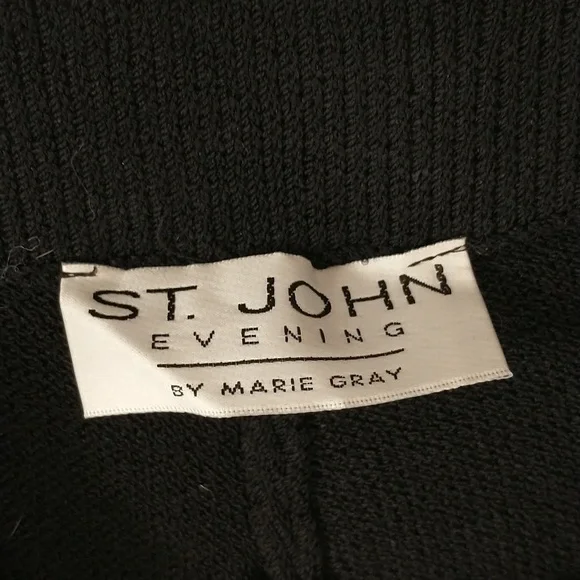 ST. JOHN
EVENING
BY MARIE GRAY